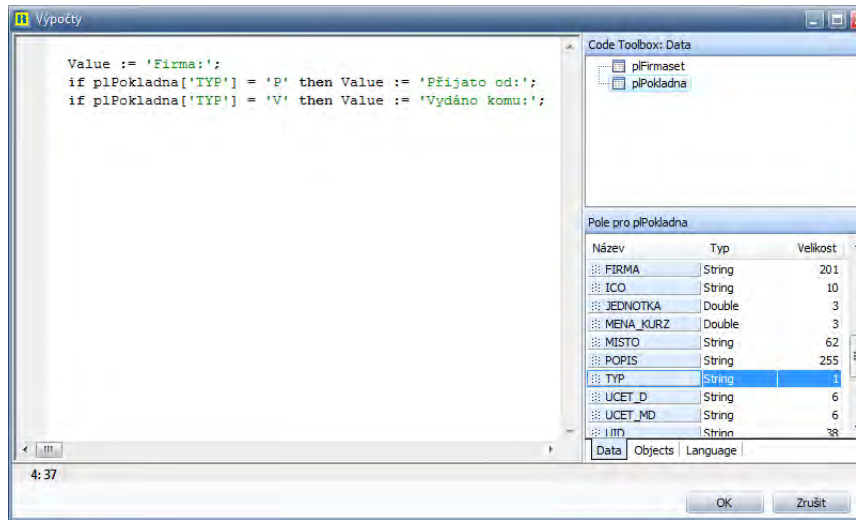 Výpočty
Value := 'Firma:';
if plPokladna['TYP'] = 'P' then Value := 'Přijato od:';
if plPokladna['TYP'] = 'V' then Value := 'Vydáno komu:';
4: 37
Code Toolbox: Data
plFirmaset
plPokladna
Pole pro plPokladna
Název Typ Velikost
FIRMA String 201
ICO String 10
JEDNOTKA Double 3
MENA_KURZ Double 3
MISTO String 62
POPIS String 255
TYP String 1
UCET_D String 6
UCET_MD String 6
UID String 38
Data Objects Language
OK Zrušit